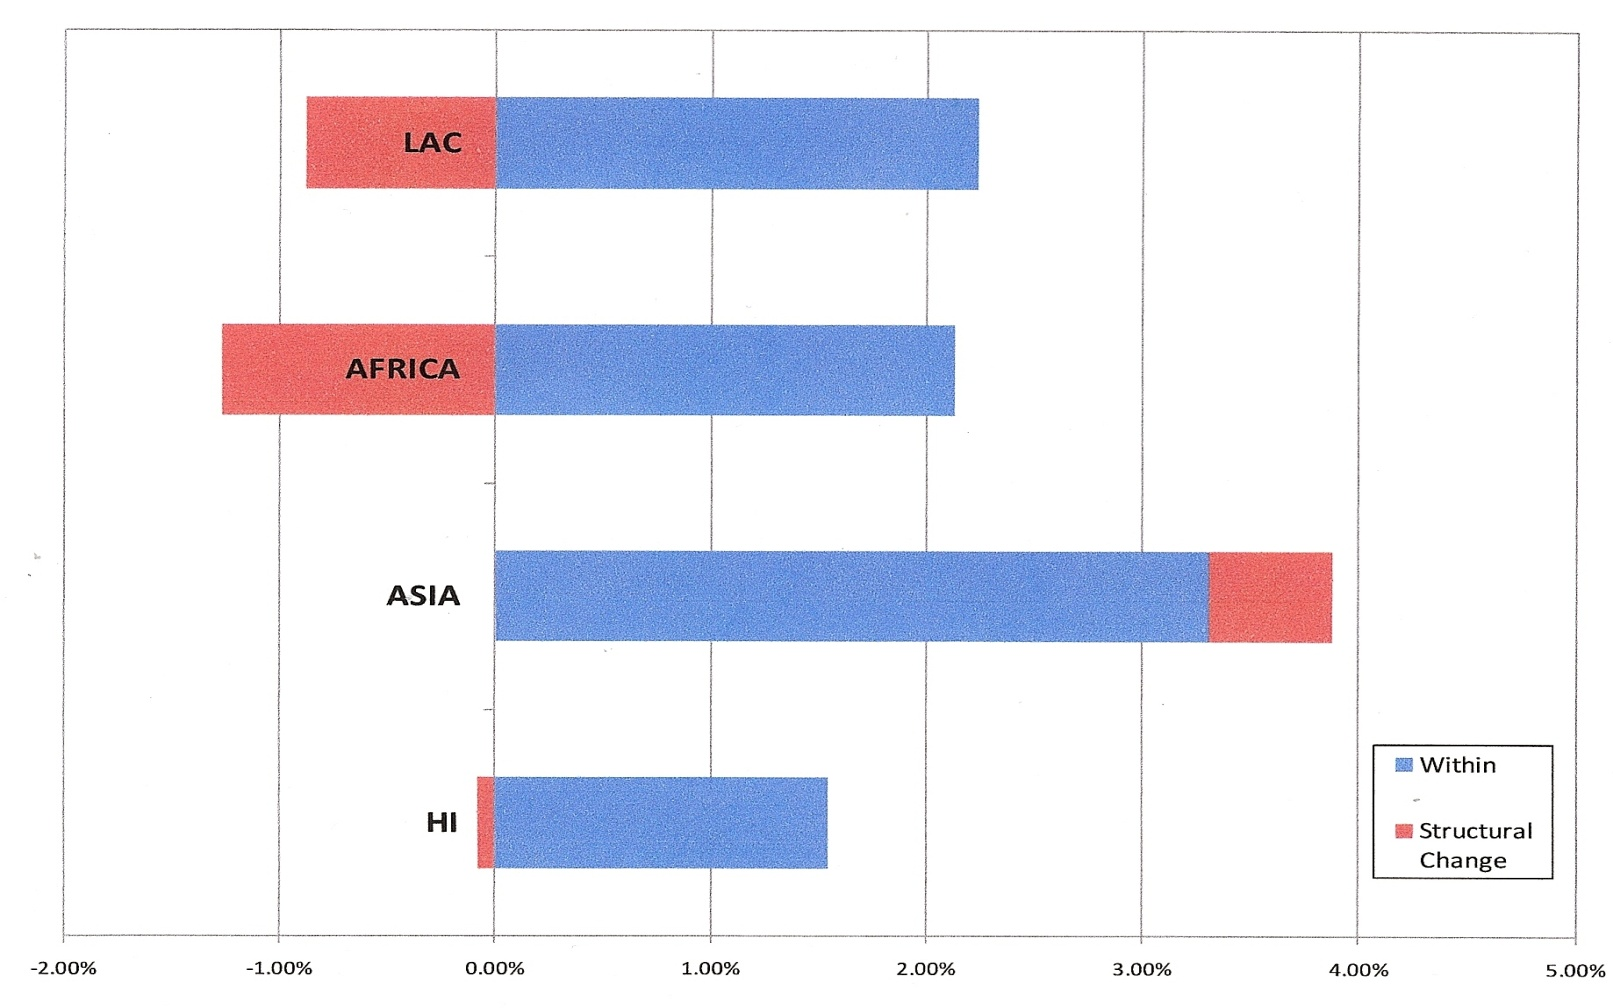 LAC
AFRICA
ASIA
HI
Within
Structural
Change
-2.00%
-1.00%
0.00%
1.00%
2.00%
3.00%
4.00%
5.00%